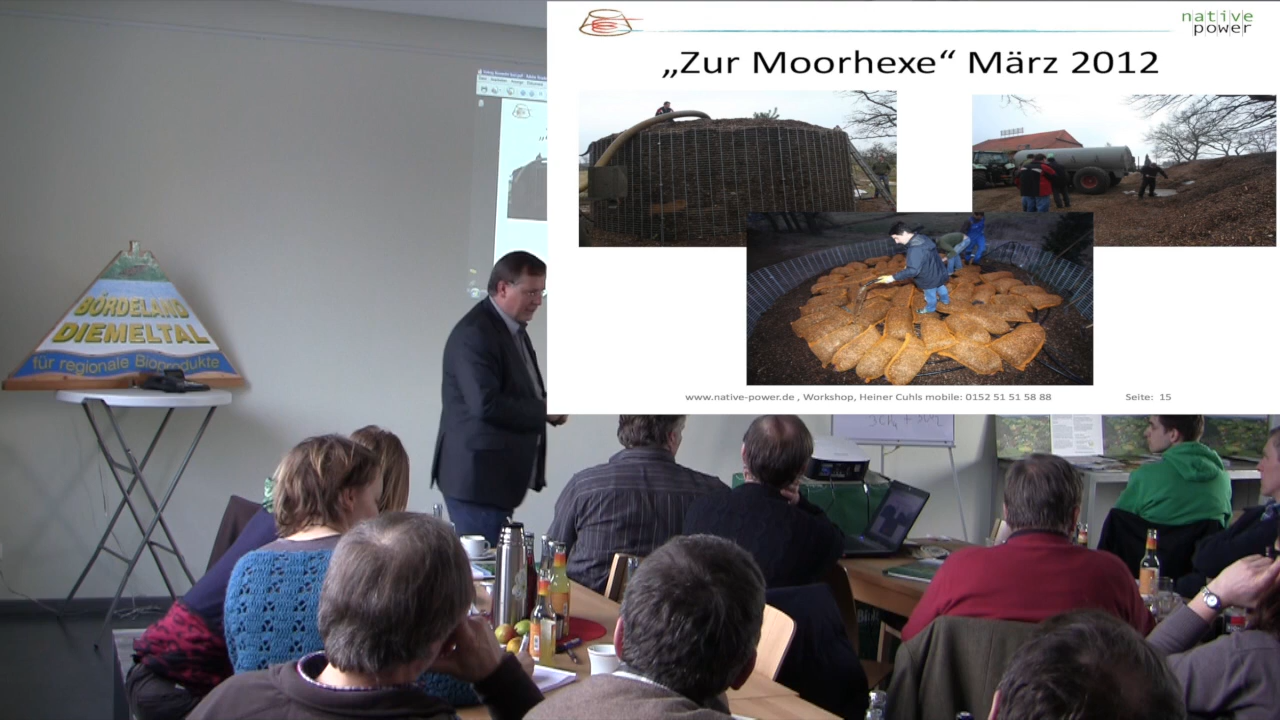 native
power
„Zur Moorhexe“ März 2012
www.native-power.de , Workshop, Heiner Cuhls mobile: 0152 51 51 58 88
Seite: 15
BÖRDELAND
DIEMELTAL
für regionale Bioprodukte